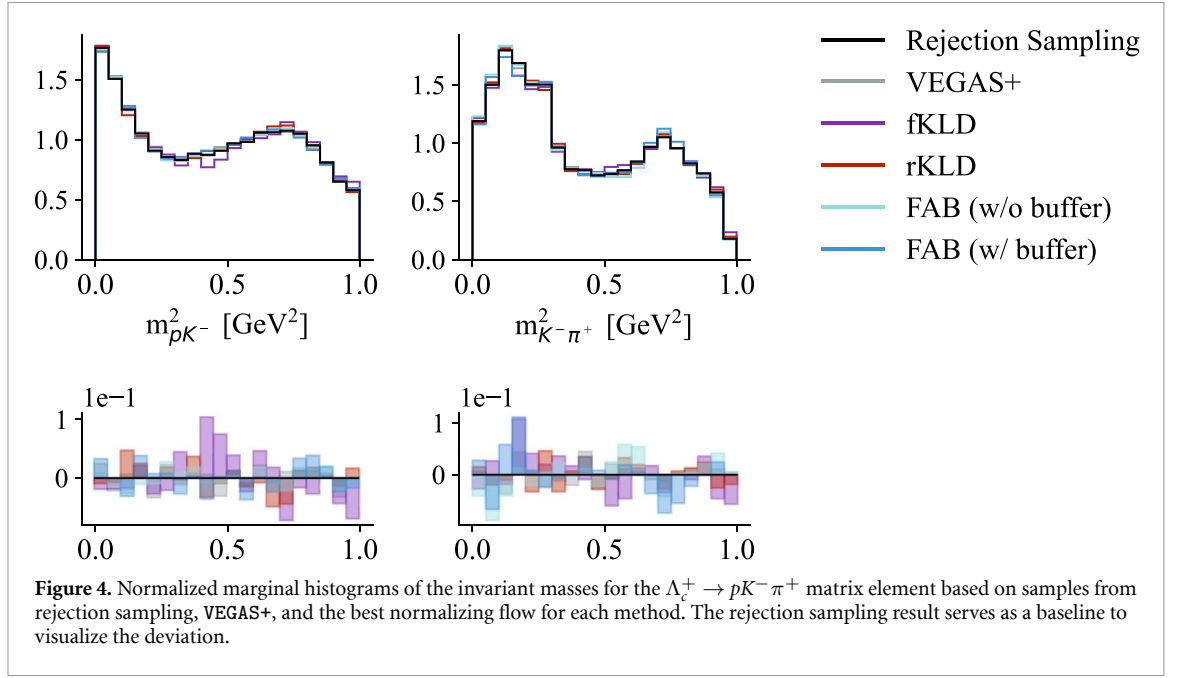 1.5
1.0
0.5
0.0
0.0 0.5 1.0
m²pK⁻ [GeV²]
1.5
1.0
0.5
0.0
0.0 0.5 1.0
m²K⁻π⁺ [GeV²]
Rejection Sampling
VEGAS+
fKLD
rKLD
FAB (w/o buffer)
FAB (w/ buffer)
1e−1
1
0
0.0 0.5 1.0
1e−1
1
0
0.0 0.5 1.0
Figure 4. Normalized marginal histograms of the invariant masses for the Λc⁺ → pK⁻π⁺ matrix element based on samples from
rejection sampling, VEGAS+, and the best normalizing flow for each method. The rejection sampling result serves as a baseline to
visualize the deviation.